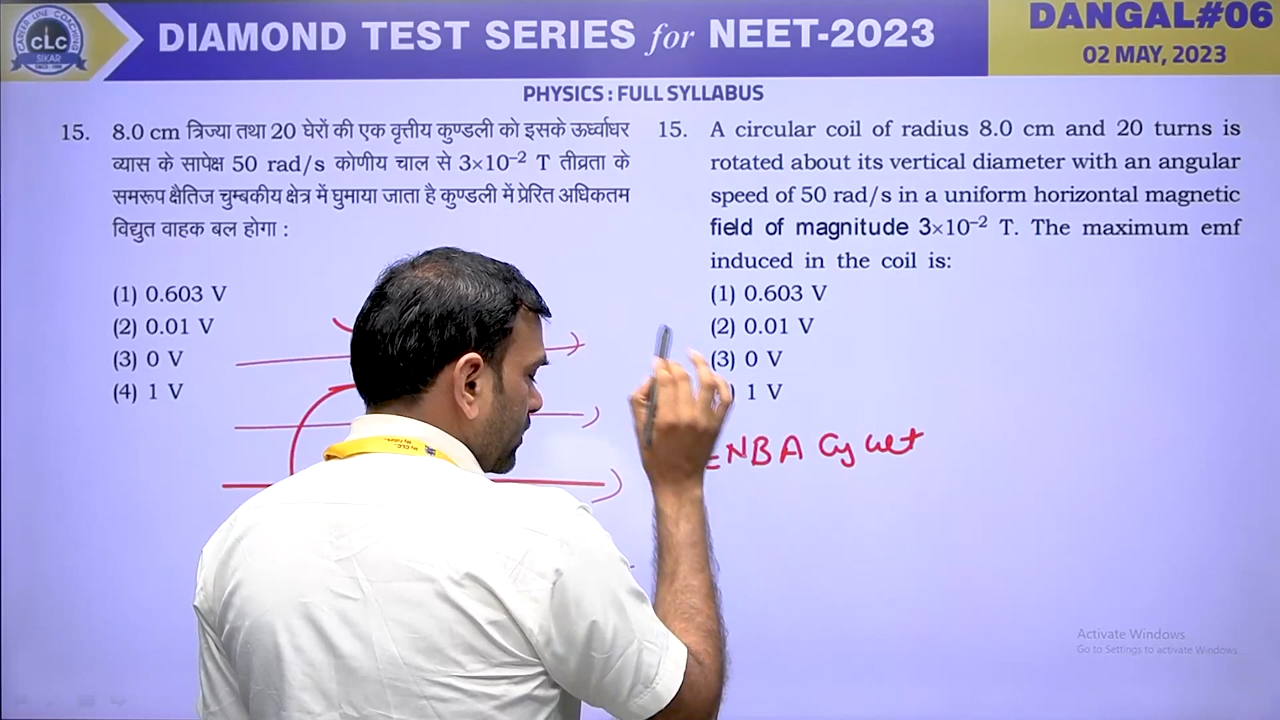 CAREER LINE COACHING
CLC
SIKAR
DIAMOND TEST SERIES for NEET-2023
DANGAL#06
02 MAY, 2023
PHYSICS : FULL SYLLABUS
15. 8.0 cm त्रिज्या तथा 20 घेरों की एक वृत्तीय कुण्डली को इसके ऊर्ध्वाधर
व्यास के सापेक्ष 50 rad/s कोणीय चाल से 3×10⁻² T तीव्रता के
समरूप क्षैतिज चुम्बकीय क्षेत्र में घुमाया जाता है कुण्डली में प्रेरित अधिकतम
विद्युत वाहक बल होगा :
(1) 0.603 V
(2) 0.01 V
(3) 0 V
(4) 1 V
15. A circular coil of radius 8.0 cm and 20 turns is
rotated about its vertical diameter with an angular
speed of 50 rad/s in a uniform horizontal magnetic
field of magnitude 3×10⁻² T. The maximum emf
induced in the coil is:
(1) 0.603 V
(2) 0.01 V
(3) 0 V
) 1 V
NBA
Activate Windows
Go to Settings to activate Windows